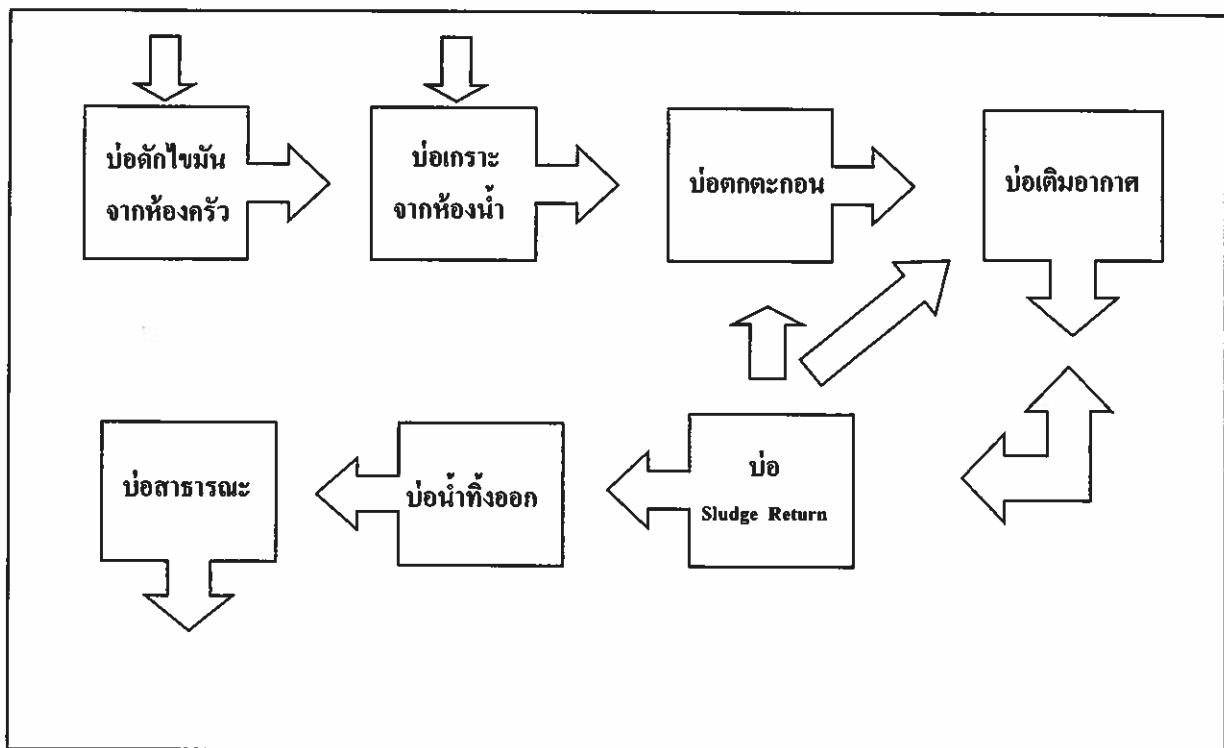 บ่อดักไขมัน
จากห้องครัว
บ่อเกราะ
จากห้องน้ำ
บ่อตกตะกอน
บ่อเติมอากาศ
บ่อสาธารณะ
บ่อน้ำทิ้งออก
บ่อ
Sludge Return